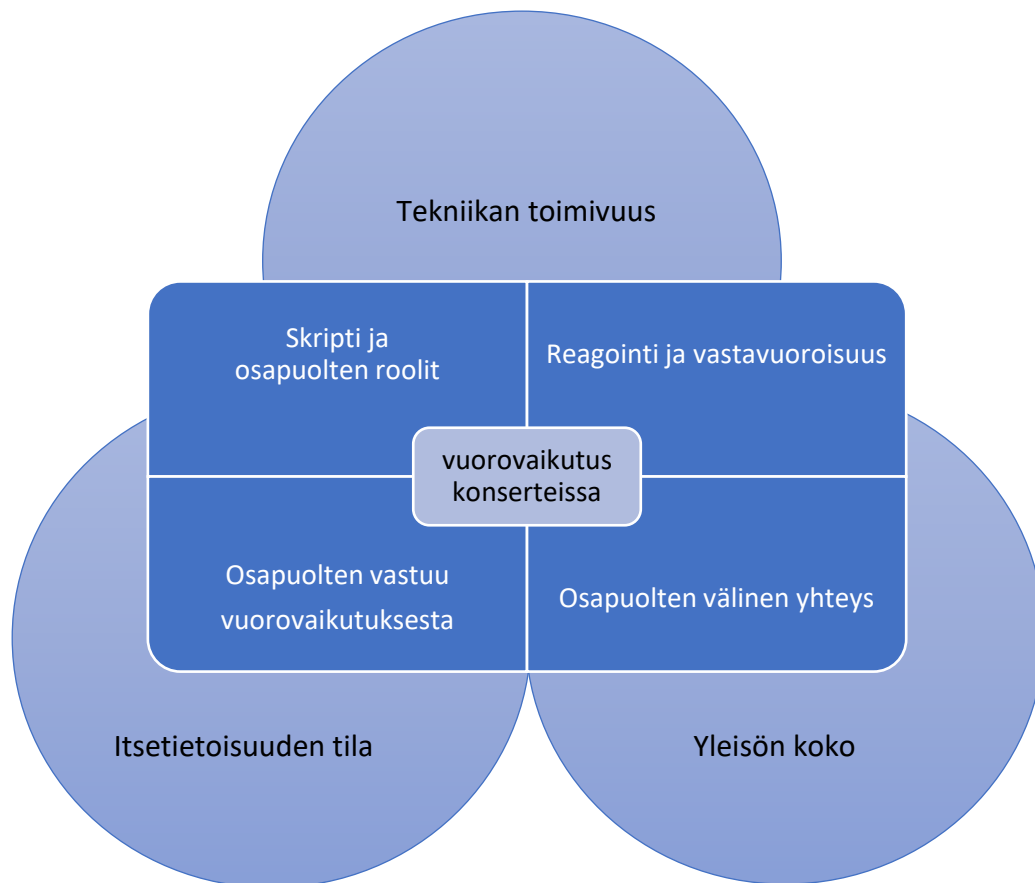 Tekniikan toimivuus
Skripti ja
osapuolten roolit
Reagointi ja vastavuoroisuus
vuorovaikutus
konserteissa
Osapuolten vastuu
vuorovaikutuksesta
Osapuolten välinen yhteys
Itsetietoisuuden tila
Yleisön koko